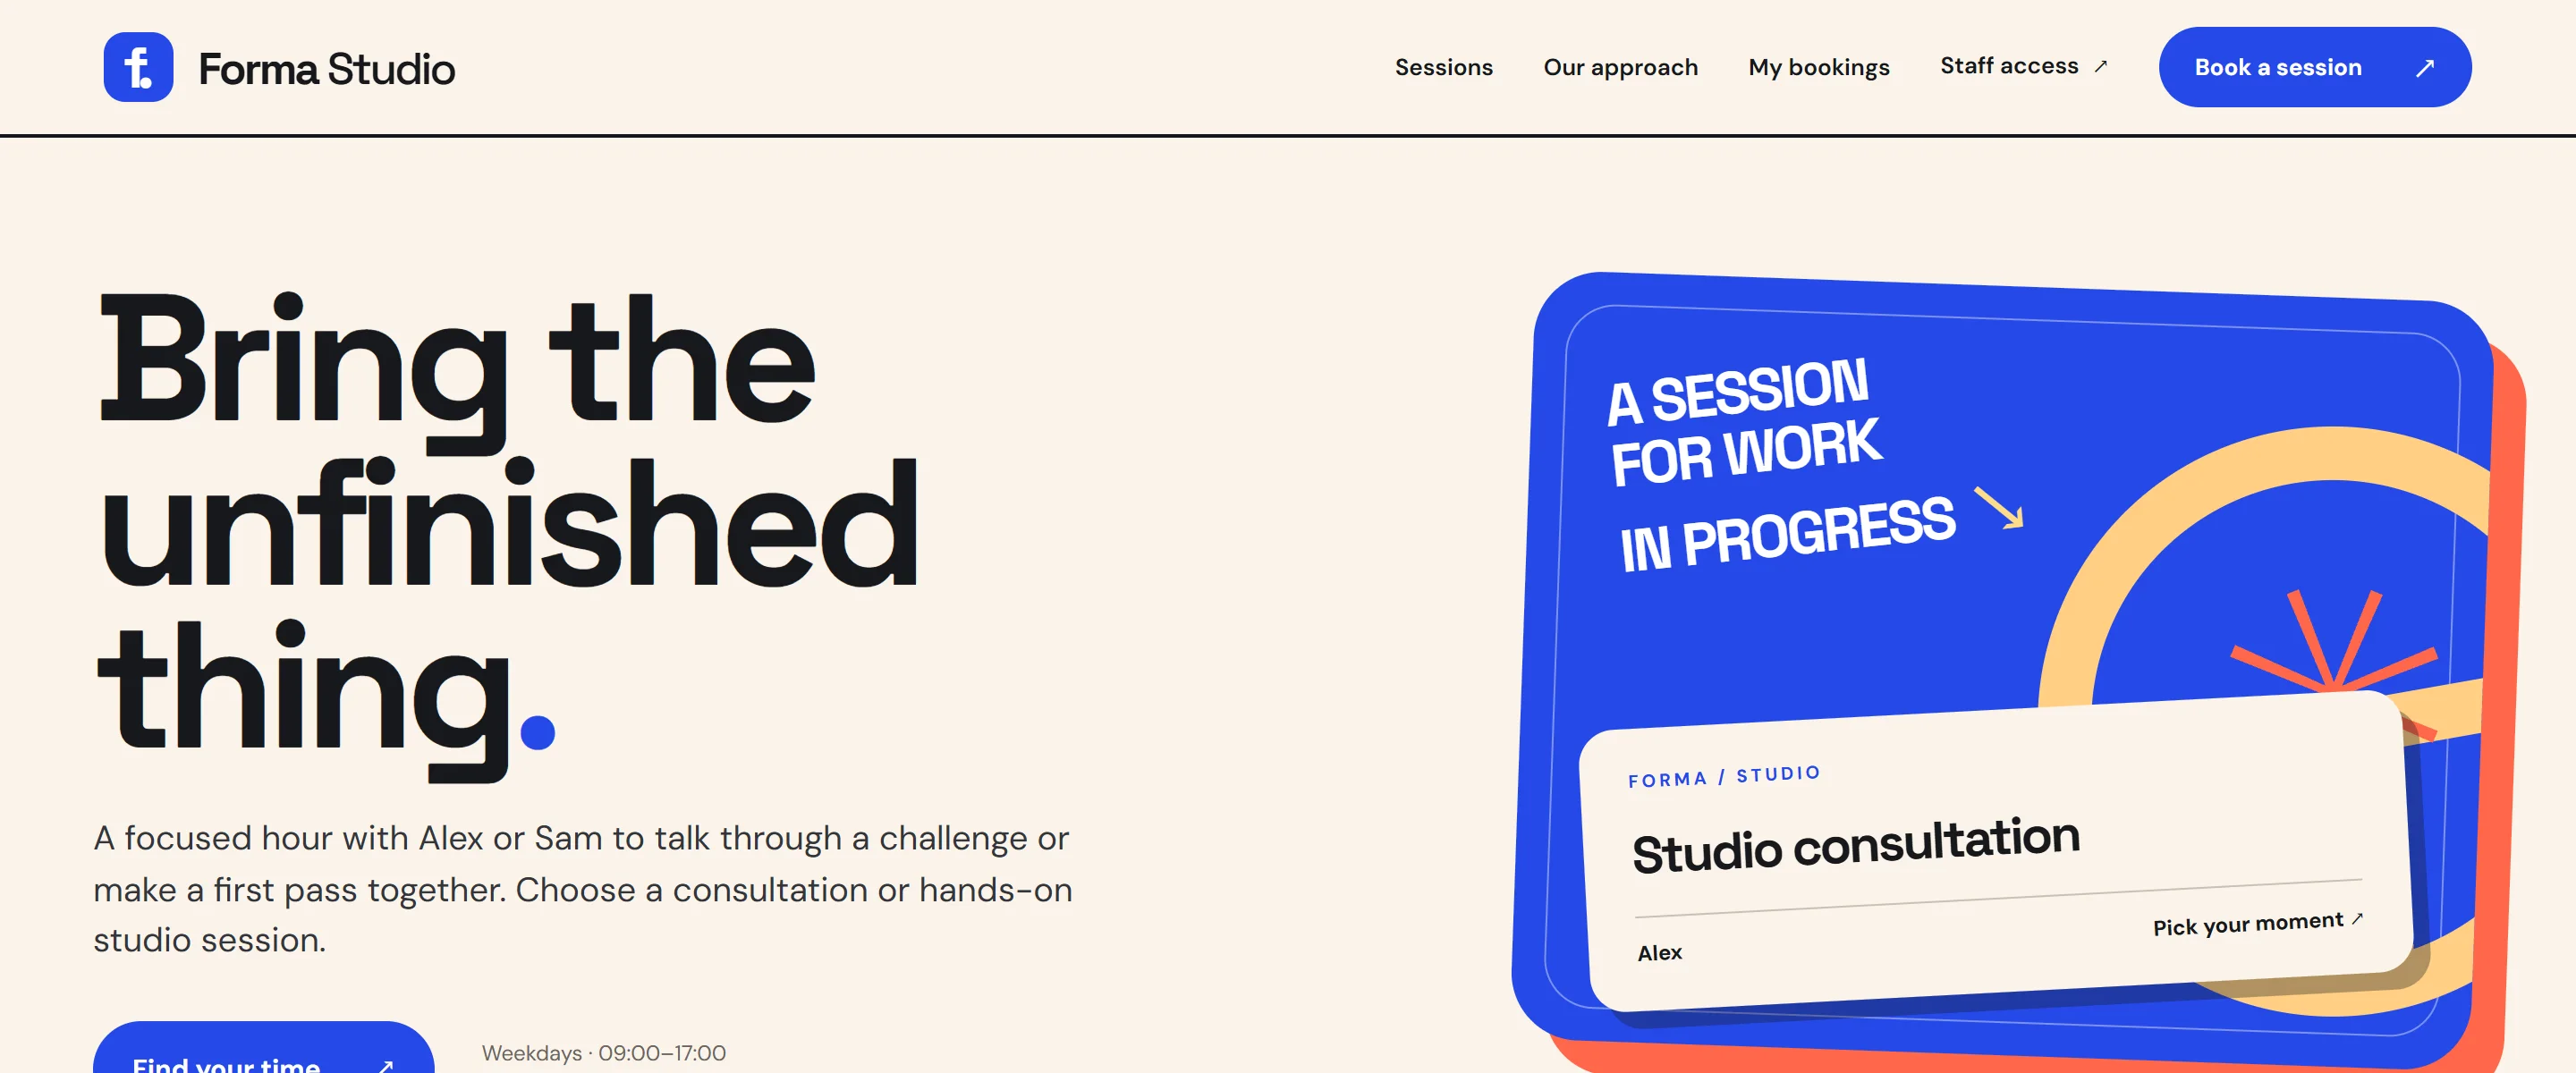 f.
Forma Studio
Sessions
Our approach
My bookings
Staff access ↗
Book a session ↗
Bring the
unfinished
thing.
A focused hour with Alex or Sam to talk through a challenge or
make a first pass together. Choose a consultation or hands-on
studio session.
Find your time ↗
Weekdays · 09:00–17:00
A SESSION
FOR WORK
IN PROGRESS ↘
FORMA / STUDIO
Studio consultation
Alex
Pick your moment ↗